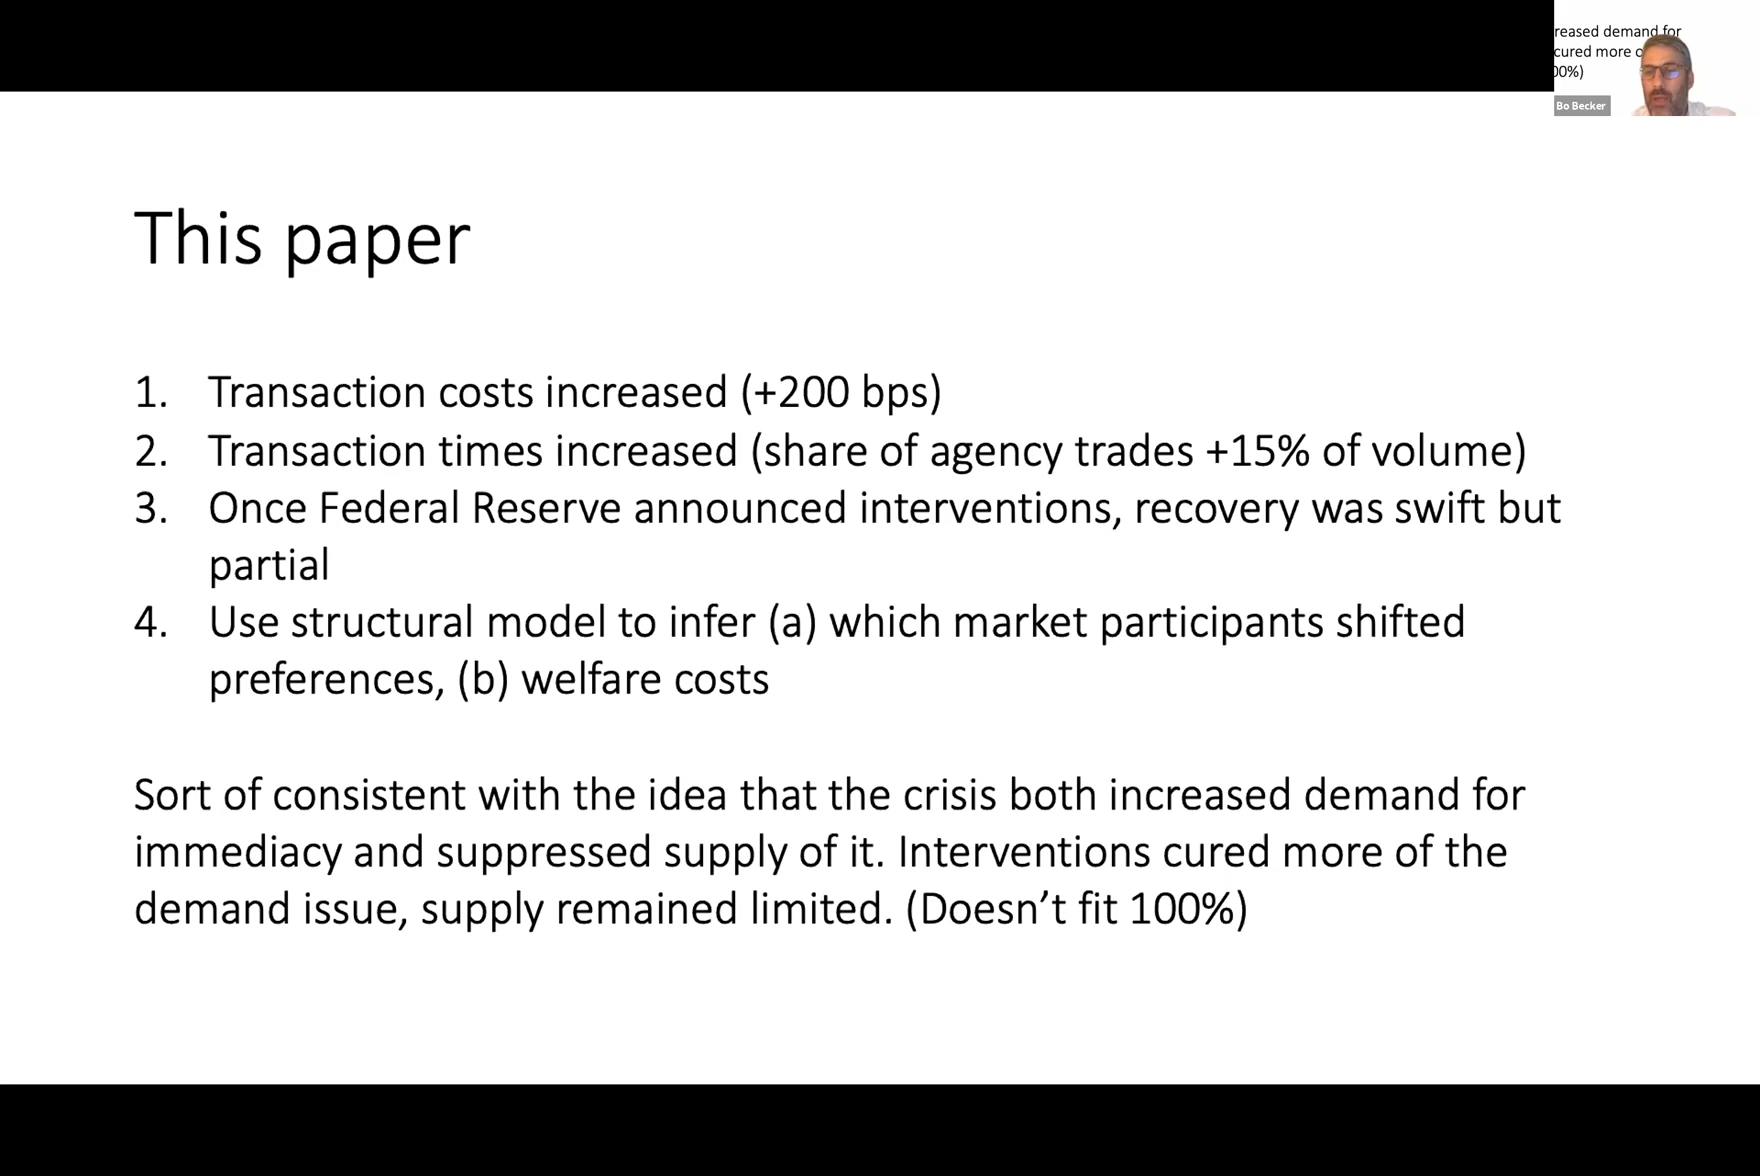 reased demand for
cured more o
00%)
Bo Becker
This paper
1. Transaction costs increased (+200 bps)
2. Transaction times increased (share of agency trades +15% of volume)
3. Once Federal Reserve announced interventions, recovery was swift but
partial
4. Use structural model to infer (a) which market participants shifted
preferences, (b) welfare costs
Sort of consistent with the idea that the crisis both increased demand for
immediacy and suppressed supply of it. Interventions cured more of the
demand issue, supply remained limited. (Doesn’t fit 100%)